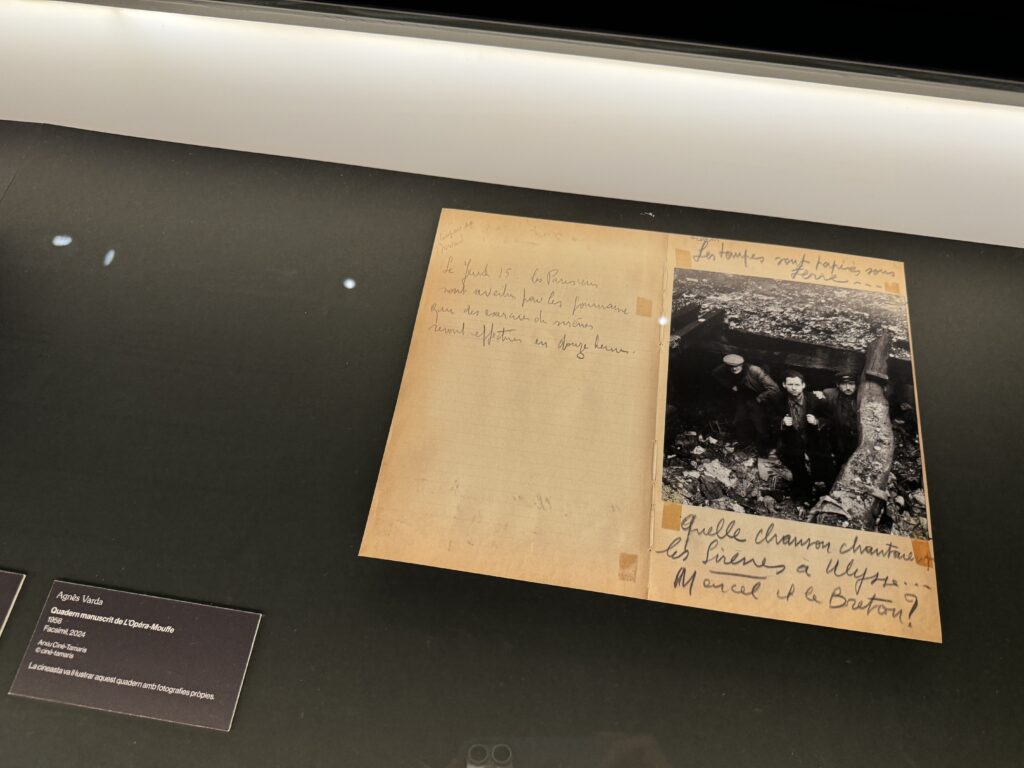 Le Jeudi 15 les Parisiens
sont avertis par les journaux
que des exercices de sirènes
seront effectués en douze heures.
Les taupes sont tapies sous
terre....
Quelle chanson chantaient
les Sirènes à Ulysse...
Marcel et le Breton?
Agnès Varda
Quadern manuscrit de L'Opéra-Mouffe
1958
Facsímil, 2024
Arxiu Ciné-Tamaris
© ciné-tamaris
La cineasta va il·lustrar aquest quadern amb fotografies pròpies.